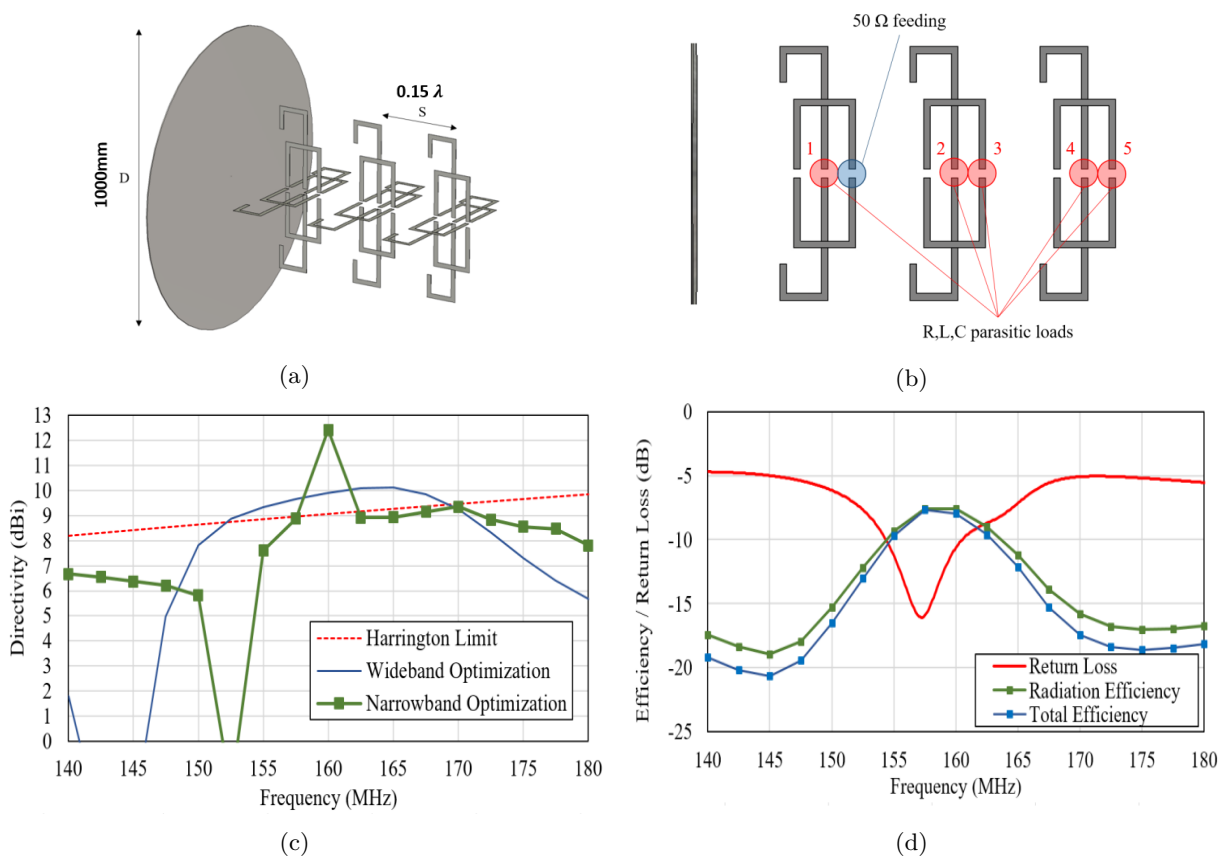 0.15 λ
S
1000mm
D
(a)
50 Ω feeding
1
2
3
4
5
R,L,C parasitic loads
(b)
13
12
11
10
9
8
7
6
5
4
3
2
1
0
Directivity (dBi)
Harrington Limit
Wideband Optimization
Narrowband Optimization
140 145 150 155 160 165 170 175 180
Frequency (MHz)
(c)
0
-5
-10
-15
-20
-25
Efficiency / Return Loss (dB)
Return Loss
Radiation Efficiency
Total Efficiency
140 145 150 155 160 165 170 175 180
Frequency (MHz)
(d)